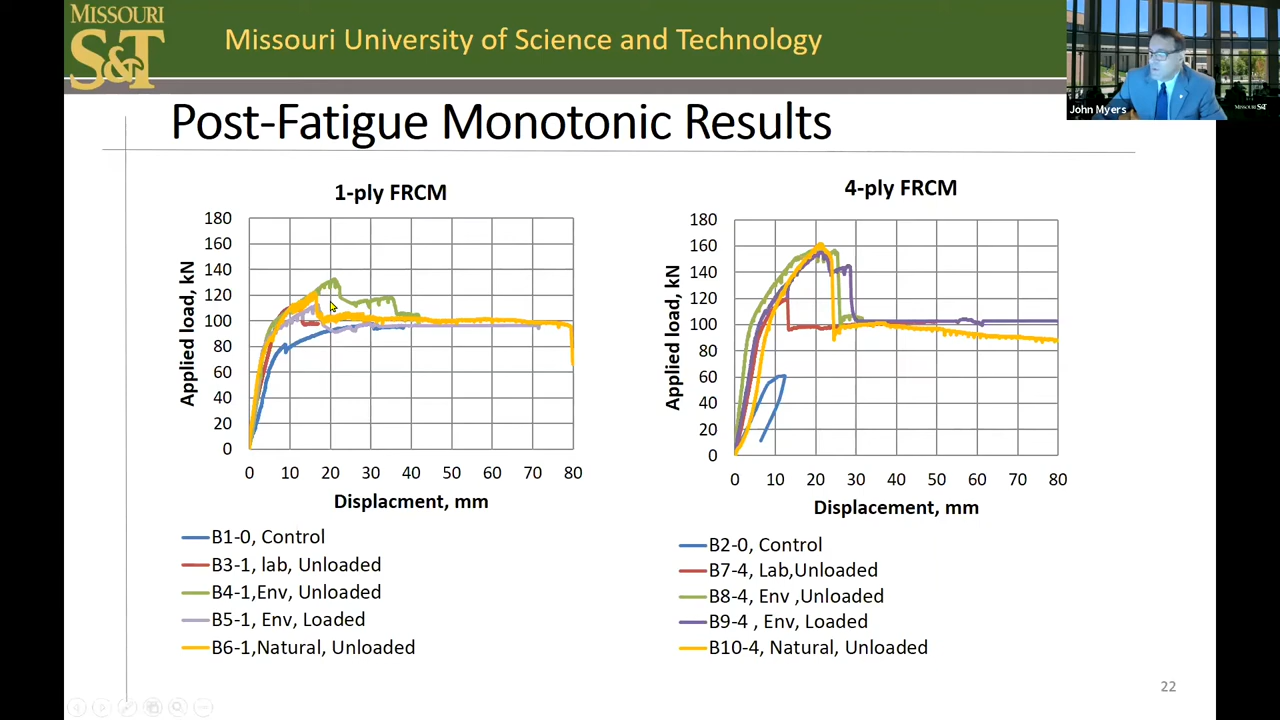 MISSOURI
S&T
Missouri University of Science and Technology
John Myers
MISSOURI S&T
Post-Fatigue Monotonic Results
1-ply FRCM
180
160
140
120
100
80
60
40
20
0
Applied load, kN
0 10 20 30 40 50 60 70 80
Displacment, mm
B1-0, Control
B3-1, lab, Unloaded
B4-1,Env, Unloaded
B5-1, Env, Loaded
B6-1,Natural, Unloaded
4-ply FRCM
180
160
140
120
100
80
60
40
20
0
Applied load, kN
0 10 20 30 40 50 60 70 80
Displacement, mm
B2-0, Control
B7-4, Lab,Unloaded
B8-4, Env ,Unloaded
B9-4 , Env, Loaded
B10-4, Natural, Unloaded
22